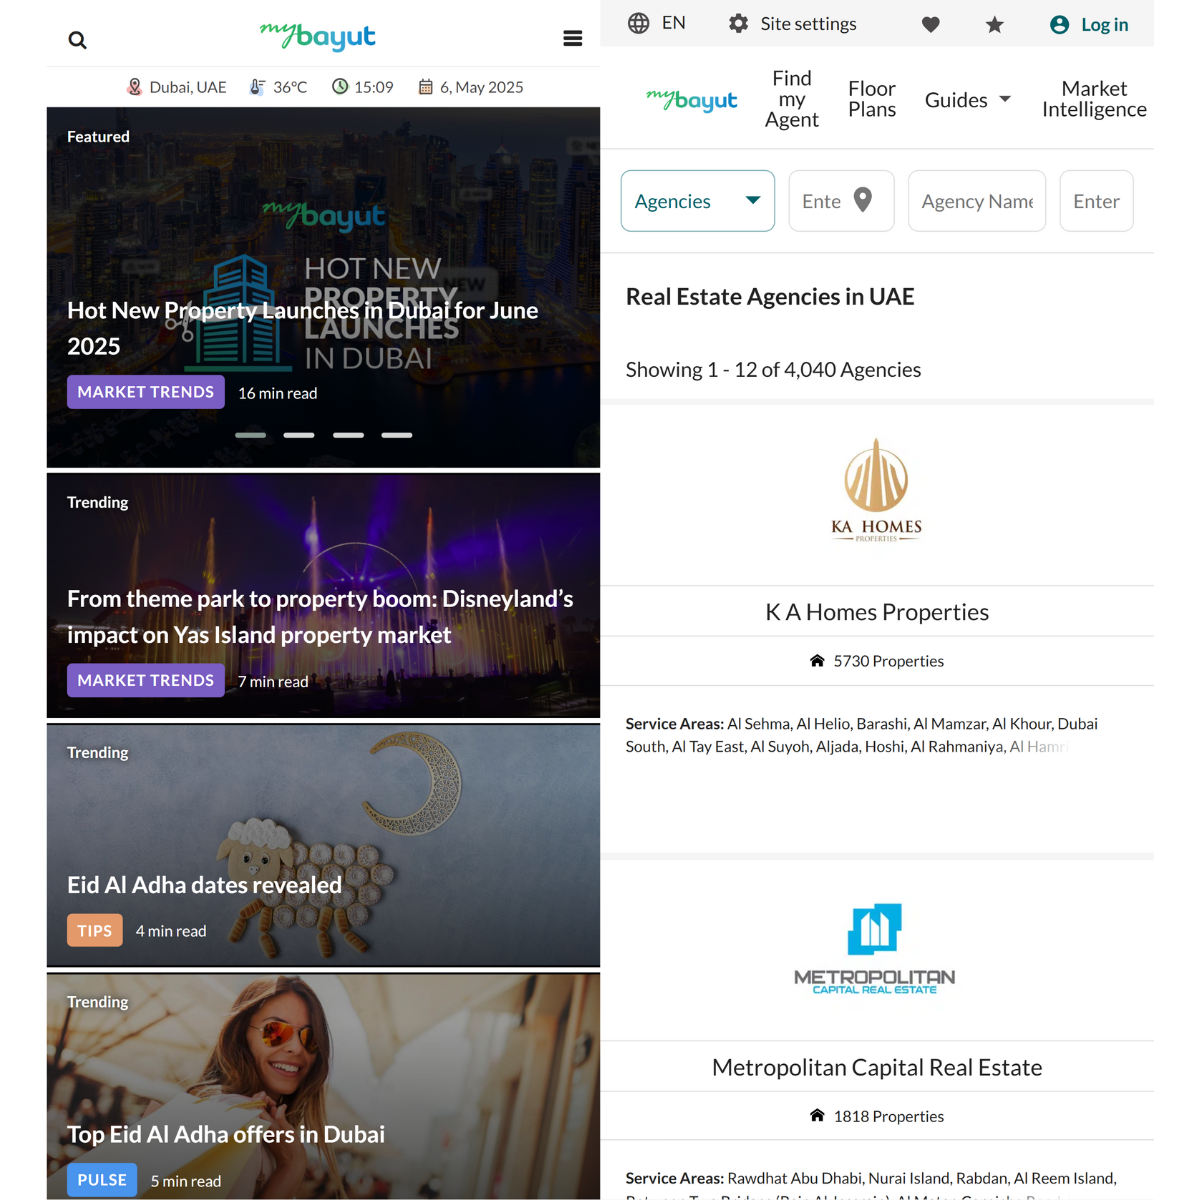 mybayut
Dubai, UAE 36°C 15:09 6, May 2025
Featured
mybayut
HOT NEW
PROPERTY
LAUNCHES
IN DUBAI
NEW
Hot New Property Launches in Dubai for June
2025
MARKET TRENDS 16 min read
Trending
From theme park to property boom: Disneyland’s
impact on Yas Island property market
MARKET TRENDS 7 min read
Trending
Eid Al Adha dates revealed
TIPS 4 min read
Trending
Top Eid Al Adha offers in Dubai
PULSE 5 min read
EN Site settings Log in
mybayut
Find
my
Agent
Floor
Plans
Guides
Market
Intelligence
Agencies Ente Agency Name Enter
Real Estate Agencies in UAE
Showing 1 - 12 of 4,040 Agencies
KA HOMES
PROPERTIES
K A Homes Properties
5730 Properties
Service Areas: Al Sehma, Al Helio, Barashi, Al Mamzar, Al Khour, Dubai
South, Al Tay East, Al Suyoh, Aljada, Hoshi, Al Rahmaniya, Al Hamri
METROPOLITAN
CAPITAL REAL ESTATE
Metropolitan Capital Real Estate
1818 Properties
Service Areas: Rawdhat Abu Dhabi, Nurai Island, Rabdan, Al Reem Island,